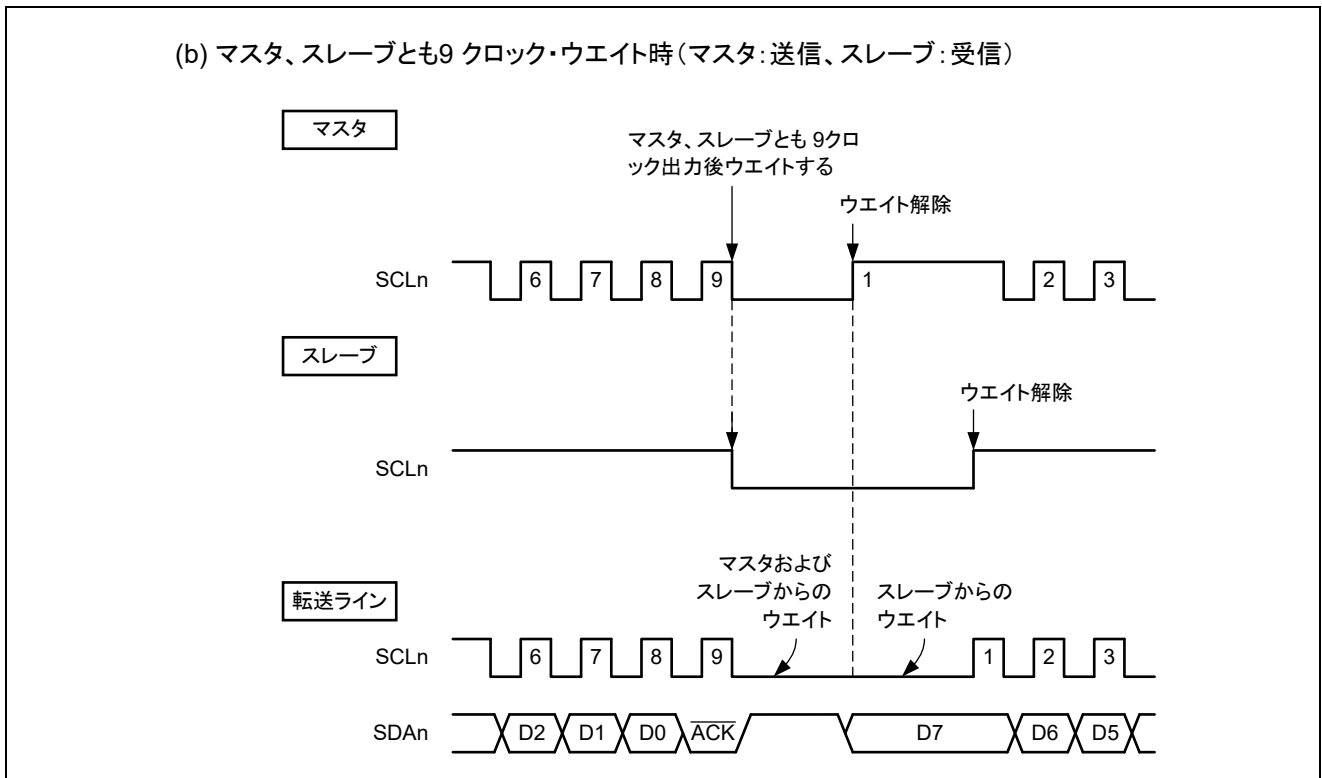 (b) マスタ、スレーブとも9 クロック・ウエイト時（マスタ：送信、スレーブ：受信）
マスタ
マスタ、スレーブとも 9クロ
ック出力後ウエイトする
ウエイト解除
SCLn 6 7 8 9 1 2 3
スレーブ
ウエイト解除
SCLn
マスタおよび
スレーブからの
ウエイト
スレーブからの
ウエイト
転送ライン
SCLn 6 7 8 9 1 2 3
SDAn D2 D1 D0 ACK D7 D6 D5